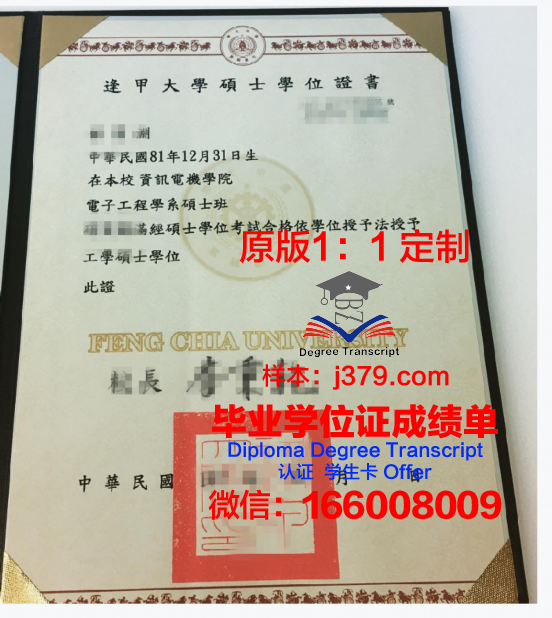 逢甲大學碩士學位證書
號
中華民國81年12月31日生
在本校 資訊電機學院
電子工程學系碩士班
滿經碩士學位考試合格依學位授予法授予
工學碩士學位
此證
原版1：1定制
Degree Transcript
FENG CHIA UNIVERSITY
校長
样本：j379.com
毕业学位证成绩单
Diploma Degree Transcript
认证 学生卡 Offer
中華民國 月 日
微信：166008009